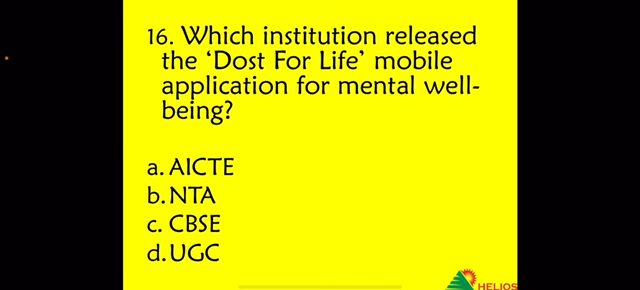 16. Which institution released
the ‘Dost For Life’ mobile
application for mental well-
being?
a. AICTE
b. NTA
c. CBSE
d. UGC
HELIOS